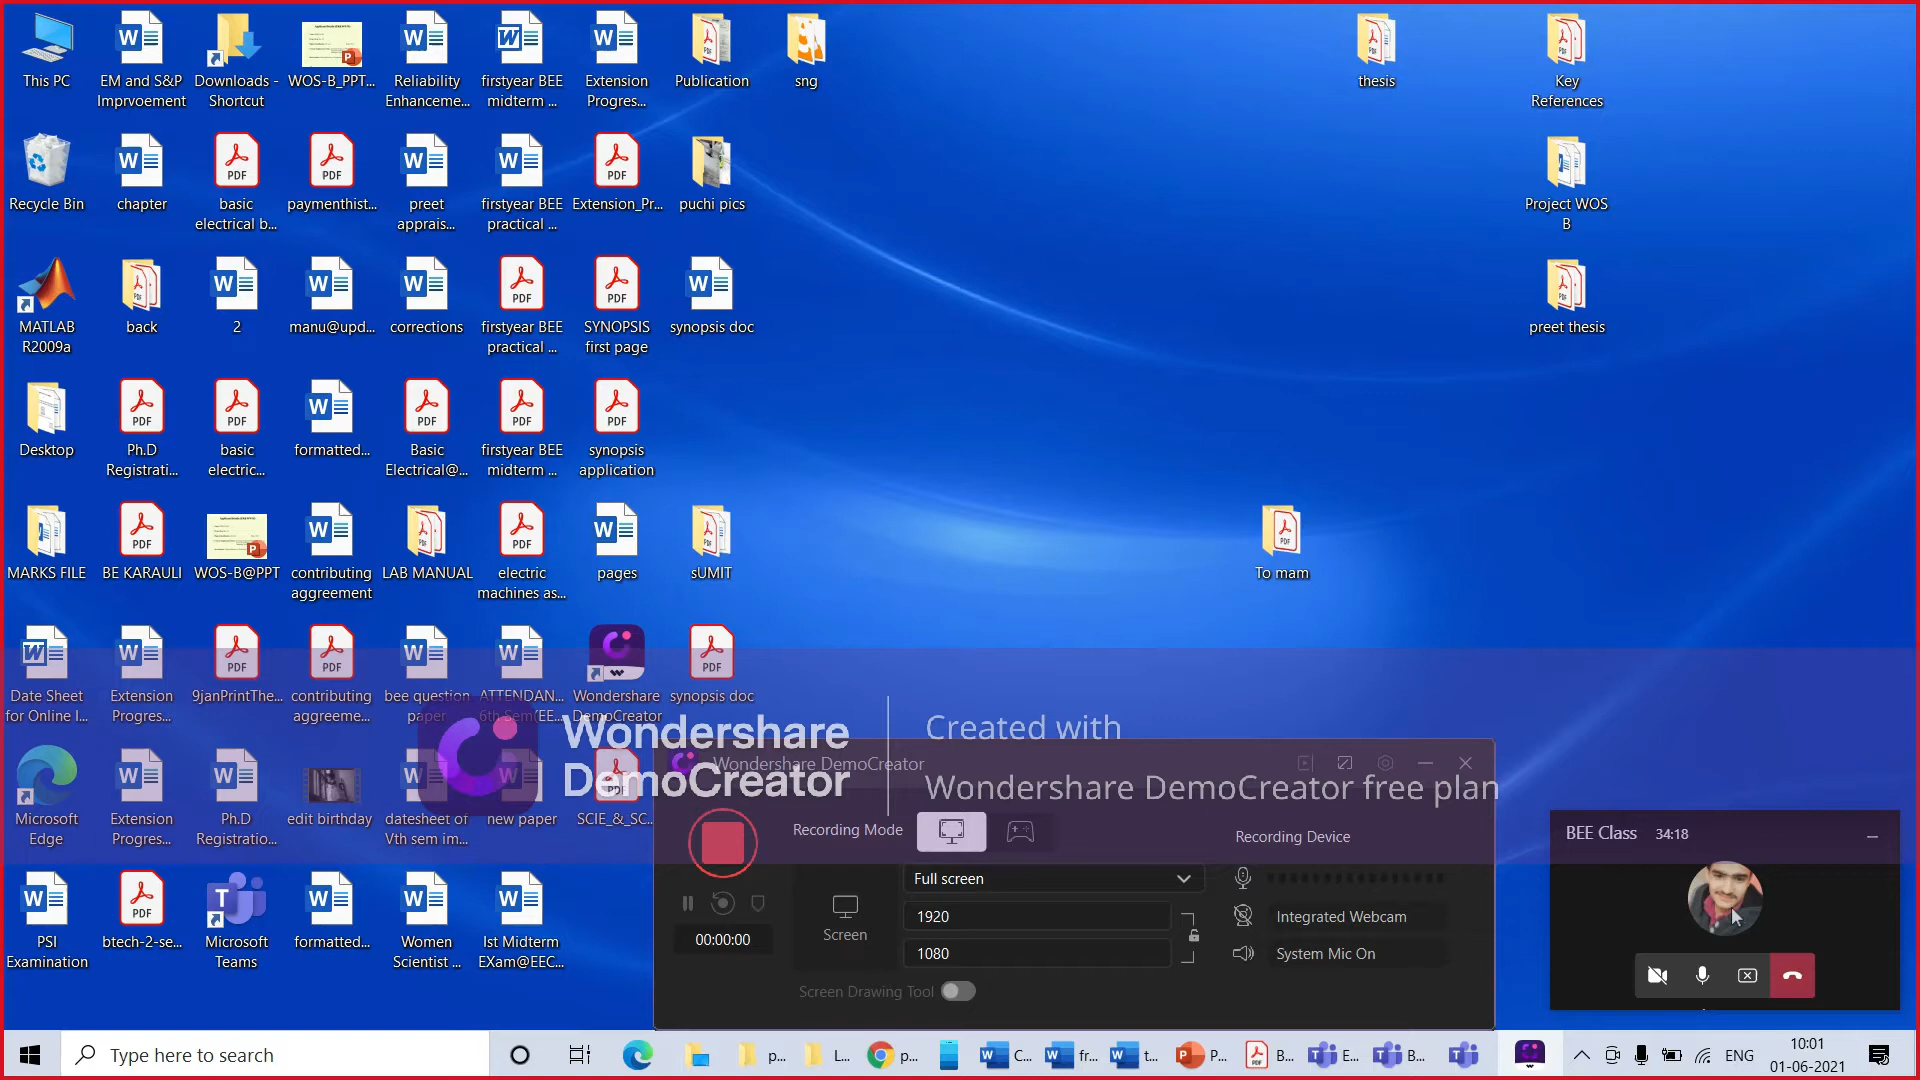 This PC
EM and S&P
Imprvoement
Downloads -
Shortcut
WOS-B_PPT...
Reliability
Enhanceme...
firstyear BEE
midterm ...
Extension
Progres...
Publication
sng
thesis
Key
References
Recycle Bin
chapter
basic
electrical b...
paymenthist...
preet
apprais...
firstyear BEE
practical ...
Extension_Pr...
puchi pics
Project WOS
B
MATLAB
R2009a
back
2
manu@upd...
corrections
firstyear BEE
practical ...
SYNOPSIS
first page
synopsis doc
preet thesis
Desktop
Ph.D
Registrati...
basic
electric...
formatted...
Basic
Electrical@...
firstyear BEE
midterm ...
synopsis
application
MARKS FILE
BE KARAULI
WOS-B@PPT
contributing
aggreement
LAB MANUAL
electric
machines as...
pages
sUMIT
To mam
Date Sheet
for Online I...
Extension
Progres...
9janPrintThe...
contributing
aggreeme...
bee question
paper
ATTENDAN...
6th Sem(EE...
Wondershare
DemoCreator
synopsis doc
Wondershare
DemoCreator
Created with
Wondershare DemoCreator free plan
Microsoft
Edge
Extension
Progres...
Ph.D
Registratio...
edit birthday
datesheet of
Vth sem im...
new paper
SCIE_&_SC...
Wondershare DemoCreator
Recording Mode
Recording Device
Full screen
1920
1080
Screen
Integrated Webcam
System Mic On
00:00:00
Screen Drawing Tool
BEE Class 34:18
PSI
Examination
btech-2-se...
Microsoft
Teams
formatted...
Women
Scientist ...
Ist Midterm
EXam@EEC...
Type here to search
p...
L...
p...
C...
fr...
t...
P...
B...
E...
B...
ENG
10:01
01-06-2021